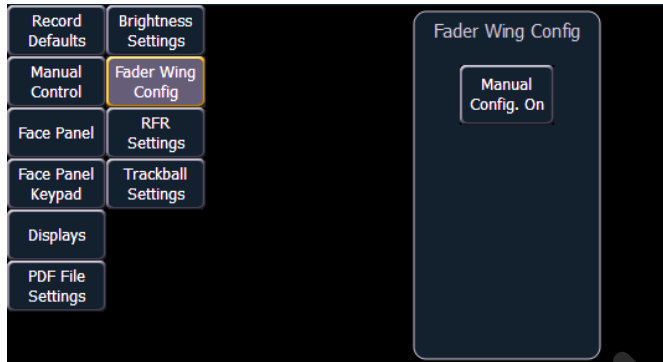 Record
Defaults
Brightness
Settings
Manual
Control
Fader Wing
Config
Face Panel
RFR
Settings
Face Panel
Keypad
Trackball
Settings
Displays
PDF File
Settings
Fader Wing Config
Manual
Config. On